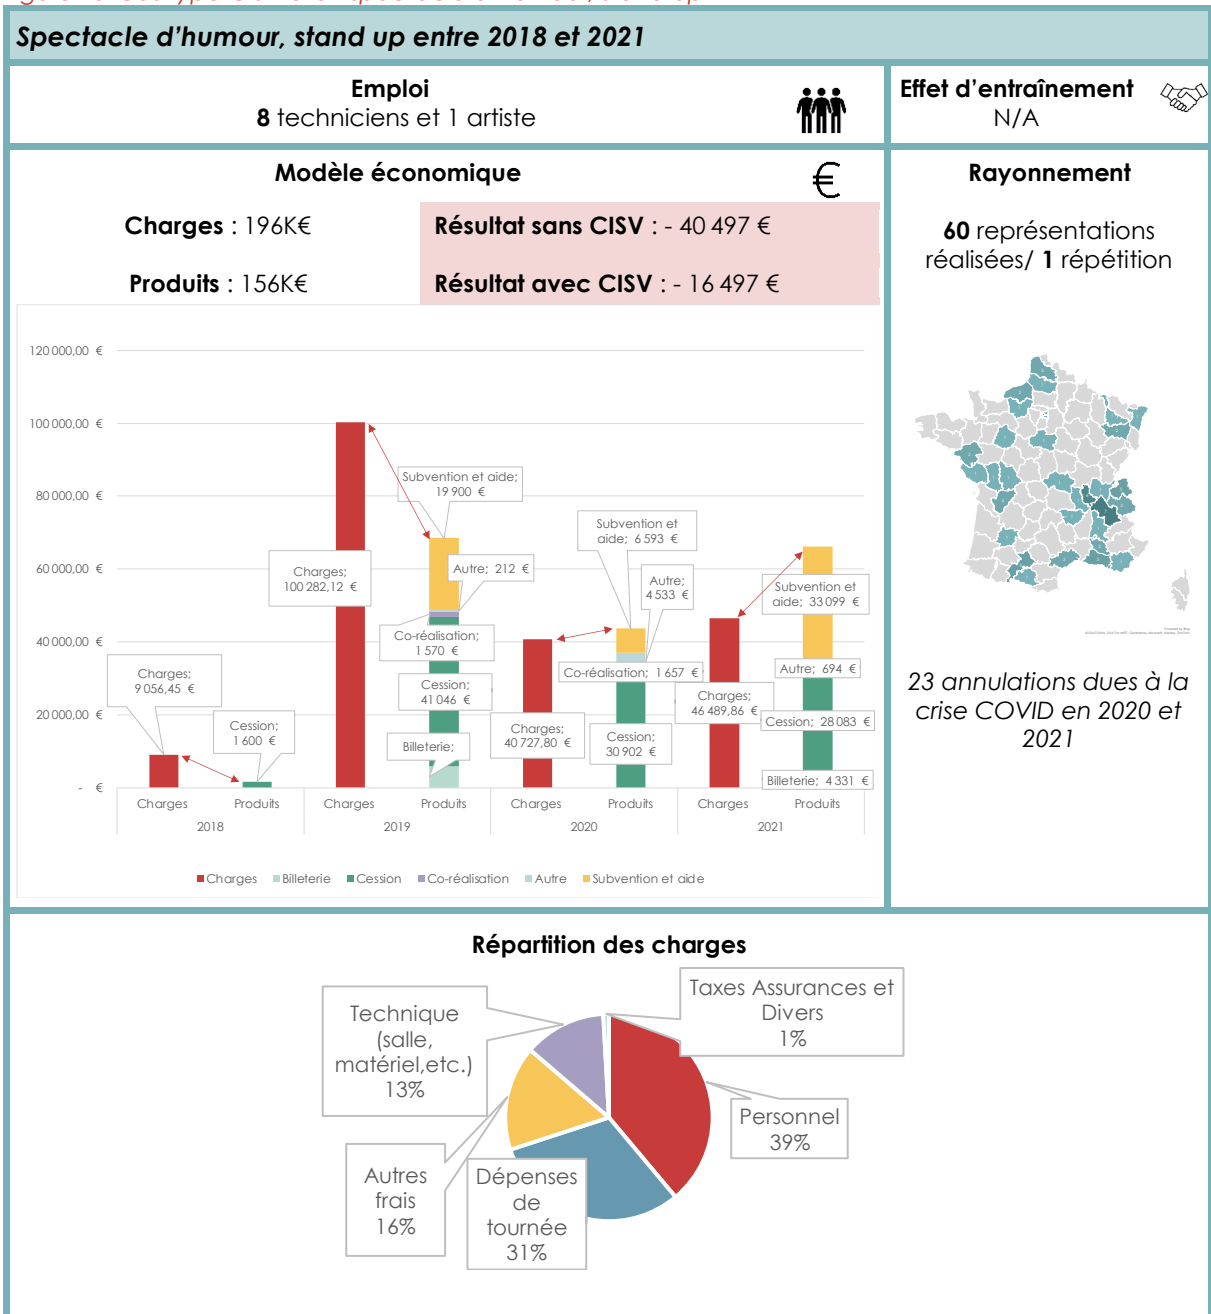 Spectacle d'humour, stand up entre 2018 et 2021
Emploi
8 techniciens et 1 artiste
Effet d'entraînement
N/A
Modèle économique
€
Charges : 196K€
Résultat sans CISV : - 40 497 €
Produits : 156K€
Résultat avec CISV : - 16 497 €
Rayonnement
60 représentations
réalisées/ 1 répétition
23 annulations dues à la
crise COVID en 2020 et
2021
120 000,00 €
100 000,00 €
80 000,00 €
60 000,00 €
40 000,00 €
20 000,00 €
- €
Charges;
9 056,45 €
Cession;
1 600 €
Charges;
100 282,12 €
Subvention et aide;
19 900 €
Autre; 212 €
Co-réalisation;
1 570 €
Cession;
41 046 €
Billeterie;
Charges;
40 727,80 €
Subvention et
aide; 6 593 €
Autre;
4 533 €
Co-réalisation; 1 657 €
Cession;
30 902 €
Charges;
46 489,86 €
Subvention et
aide; 33 099 €
Autre; 694 €
Cession; 28 083 €
Billeterie; 4 331 €
Charges Produits Charges Produits Charges Produits Charges Produits
2018 2019 2020 2021
Charges Billeterie Cession Co-réalisation Autre Subvention et aide
Répartition des charges
Technique
(salle,
matériel,etc.)
13%
Taxes Assurances et
Divers
1%
Personnel
39%
Autres
frais
16%
Dépenses
de
tournée
31%